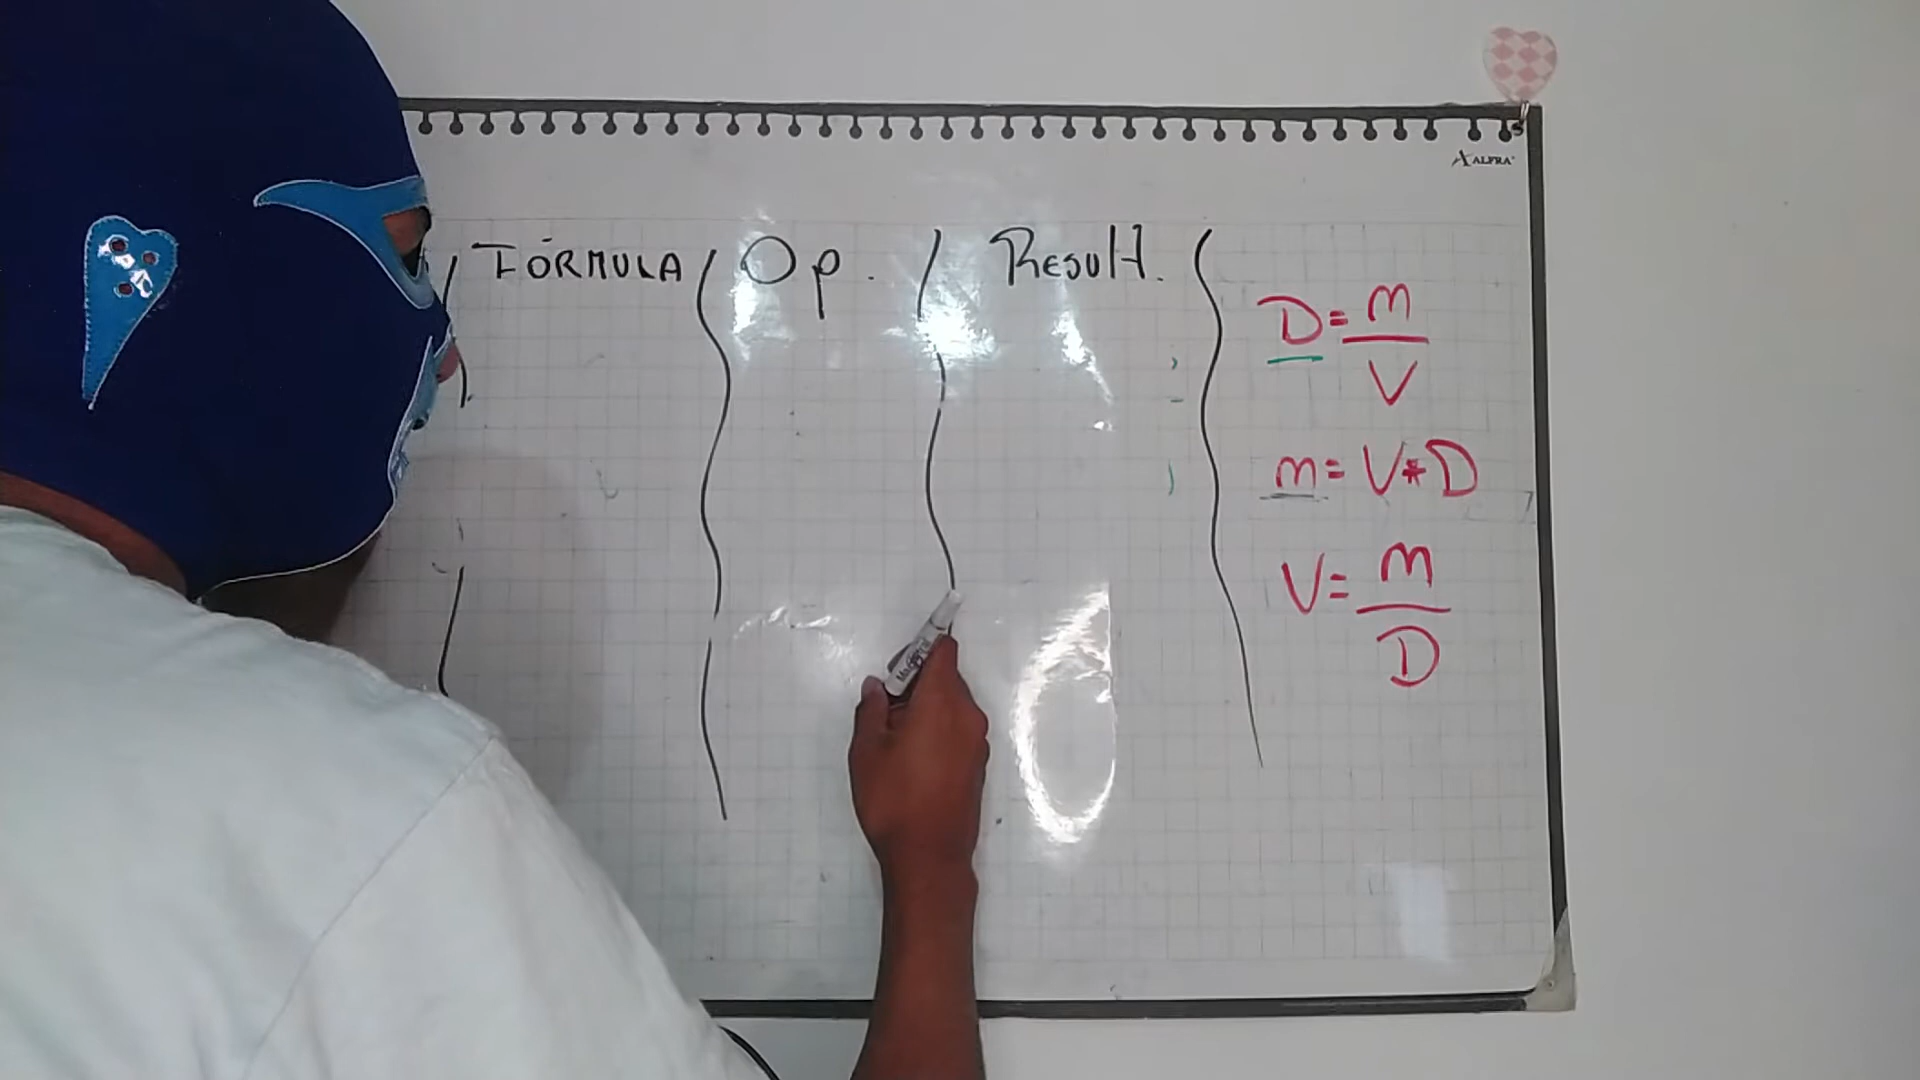 ALFRA
FÓRMULA Op. Result.
D = m / V
m = V * D
V = m / D